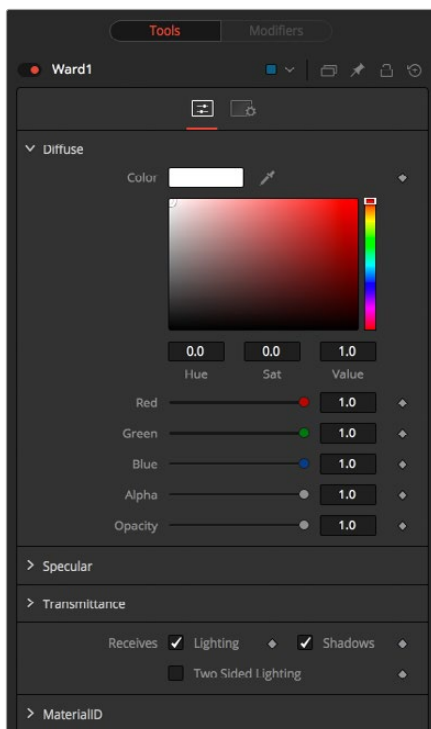 Tools Modifiers
Ward1
Diffuse
Color
0.0 0.0 1.0
Hue Sat Value
Red 1.0
Green 1.0
Blue 1.0
Alpha 1.0
Opacity 1.0
Specular
Transmittance
Receives Lighting Shadows
Two Sided Lighting
MaterialID